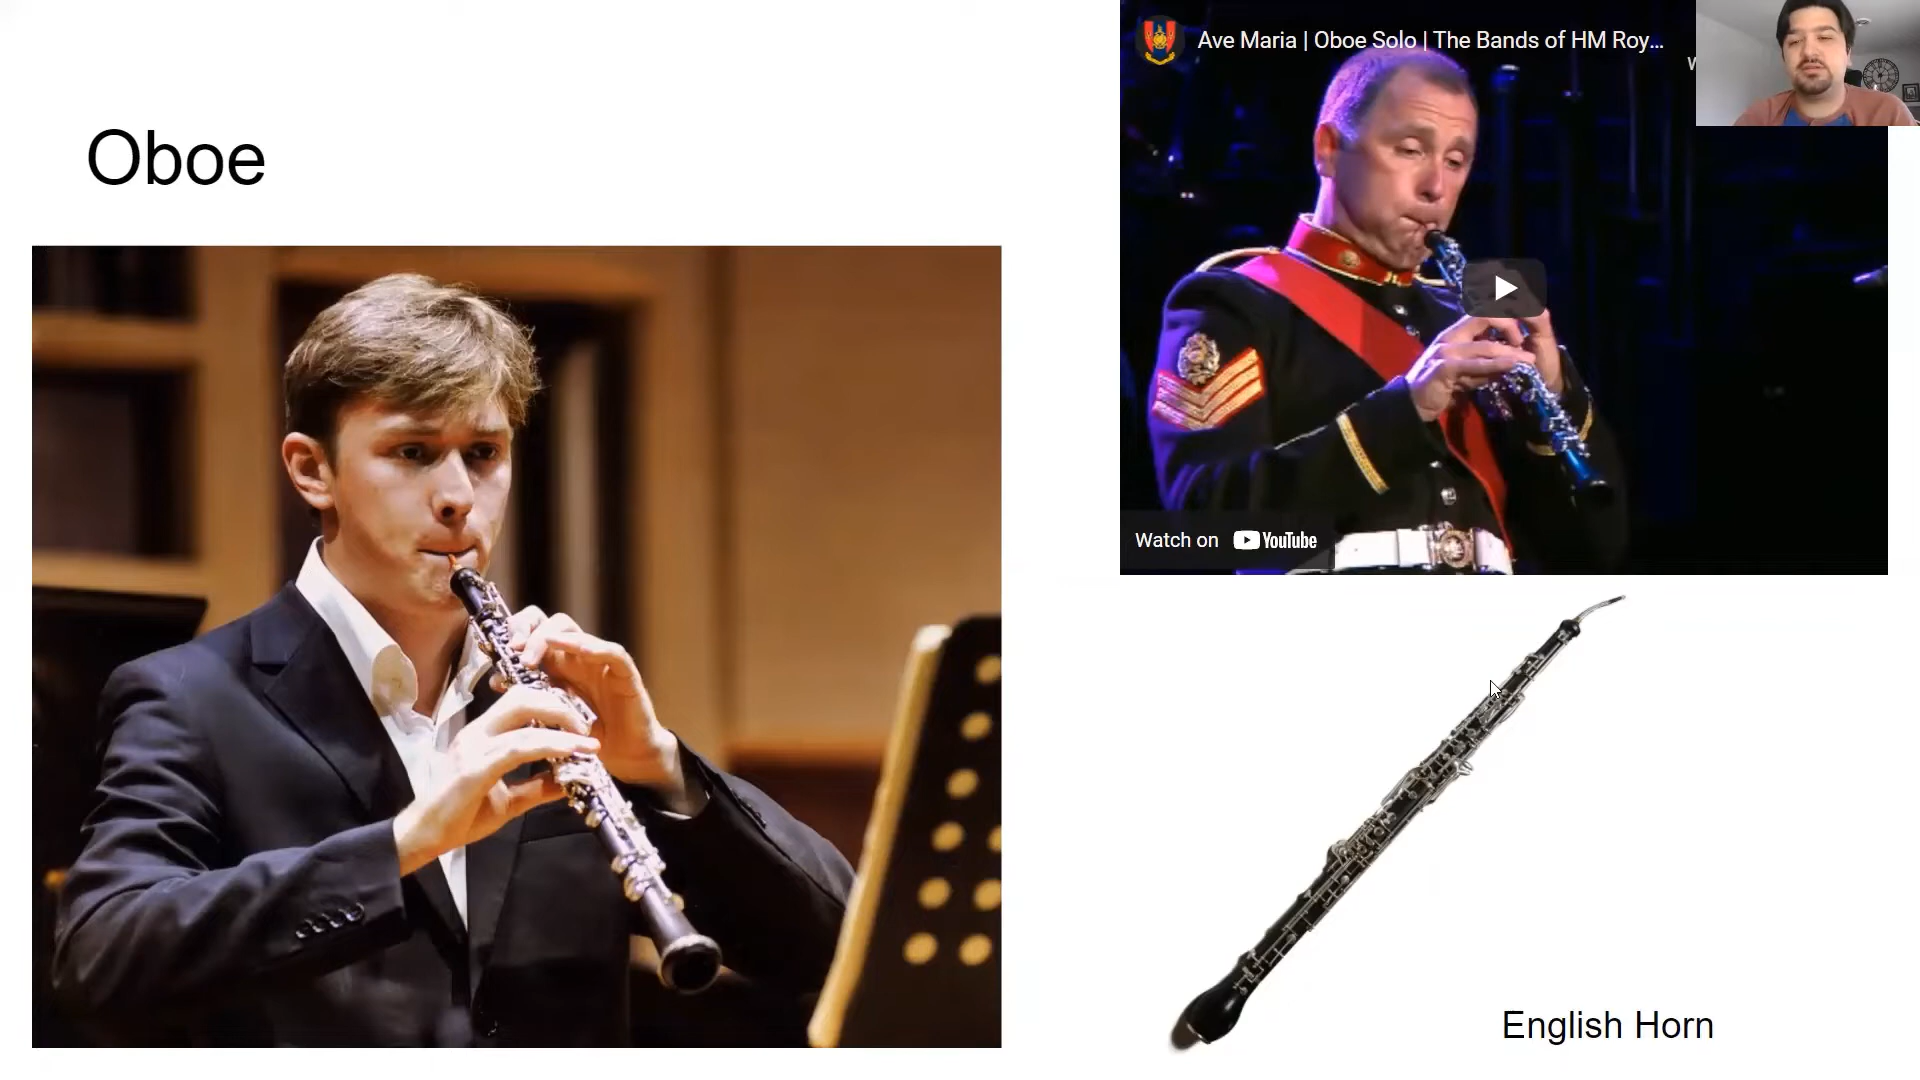 Oboe
Ave Maria | Oboe Solo | The Bands of HM Roy...
W
Watch on YouTube
English Horn